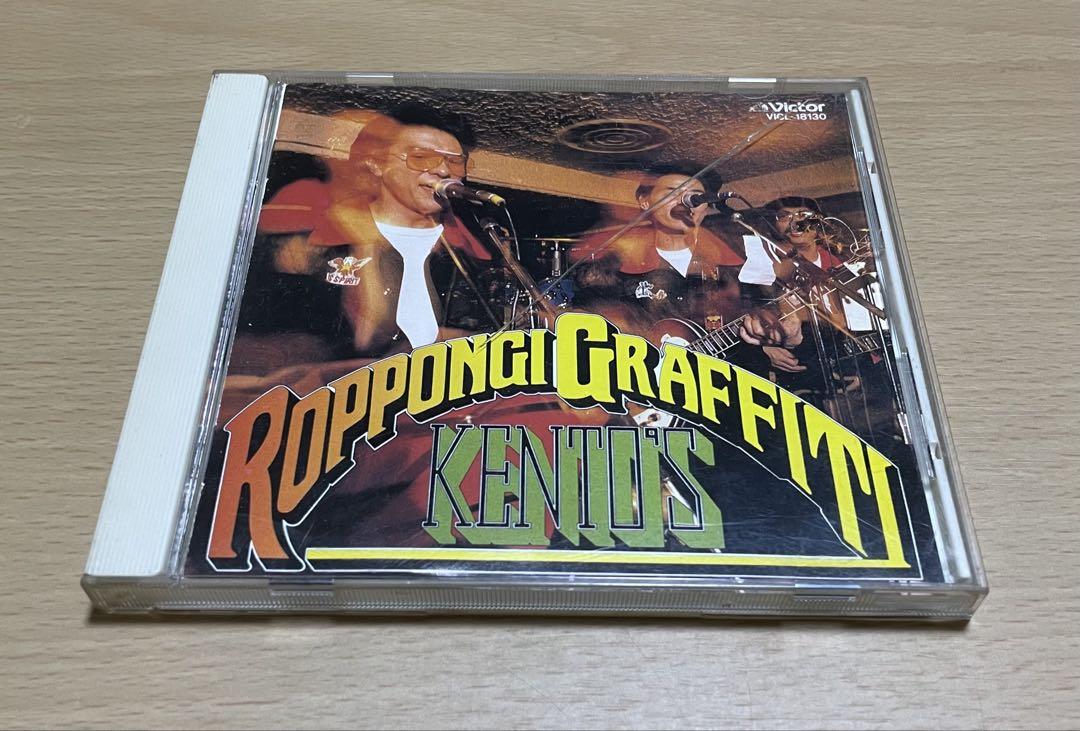 Victor
VICL-18130
ROPPONGI GRAFFITI
KENTO'S